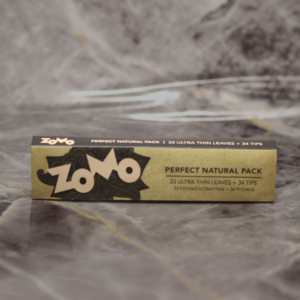 ZOMO PERFECT NATURAL PACK | 33 ULTRA THIN LEAVES + 34 TIPS
ZOMO
PERFECT NATURAL PACK
33 ULTRA THIN LEAVES + 34 TIPS